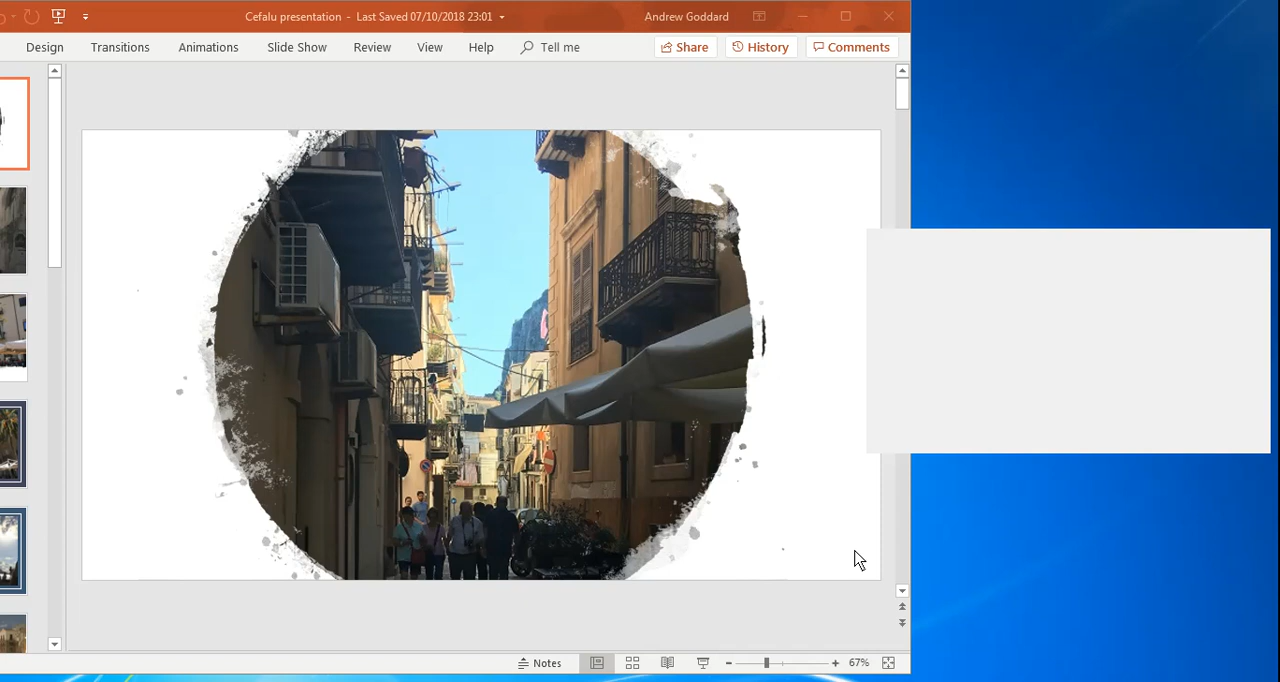 Cefalu presentation - Last Saved 07/10/2018 23:01
Andrew Goddard
Design Transitions Animations Slide Show Review View Help Tell me Share History Comments
Notes
67%